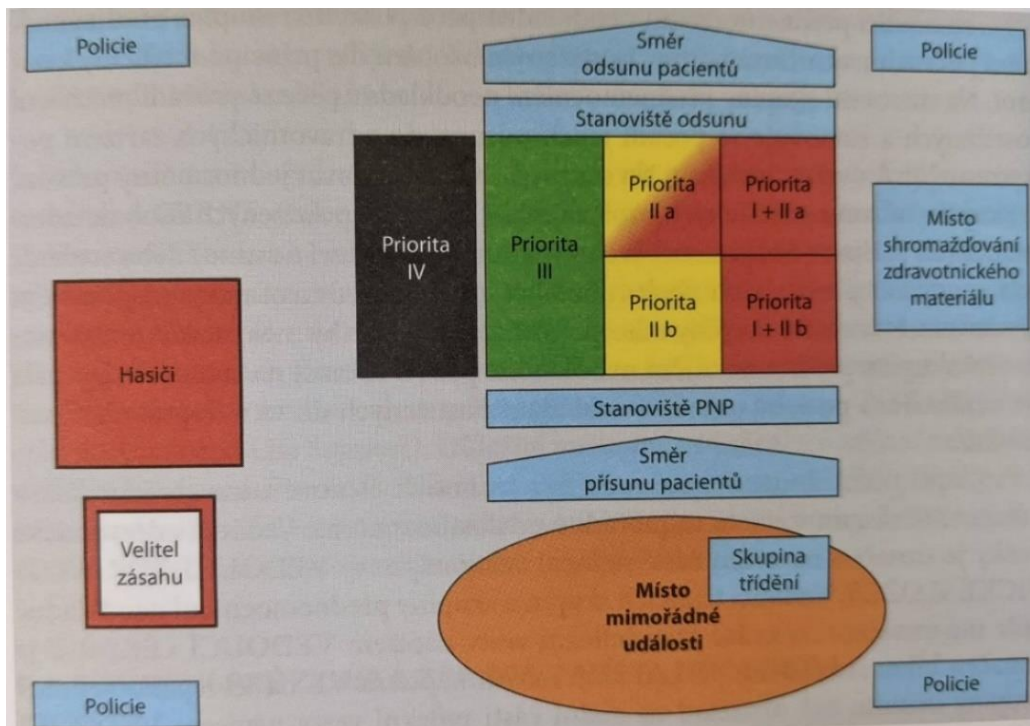 Policie
Směr
odsunu pacientů
Policie
Stanoviště odsunu
Priorita
IV
Priorita
III
Priorita
II a
Priorita
I + II a
Priorita
II b
Priorita
I + II b
Místo
shromažďování
zdravotnického
materiálu
Hasiči
Stanoviště PNP
Směr
přísunu pacientů
Velitel
zásahu
Skupina
třídění
Místo
mimořádné
události
Policie
Policie